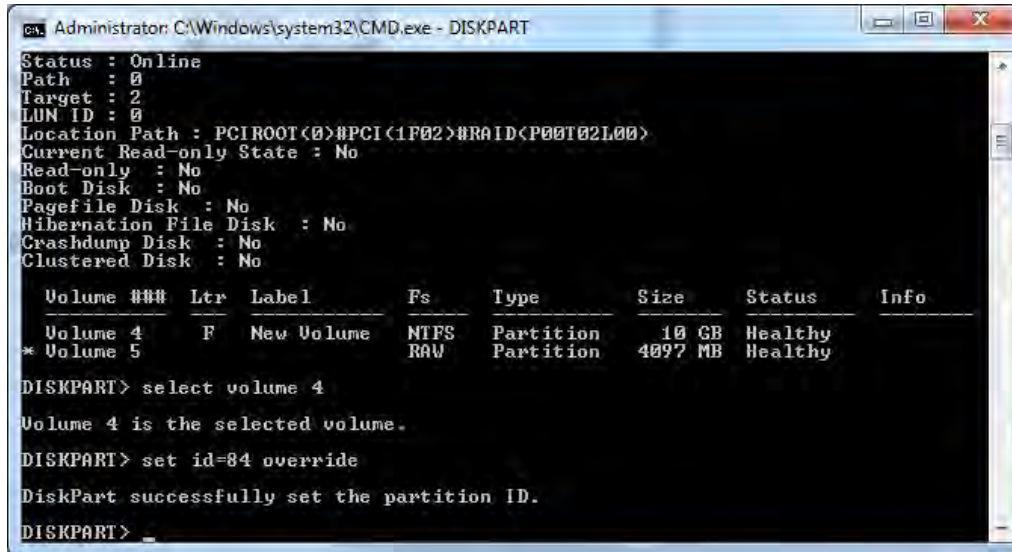 Administrator: C:\Windows\system32\CMD.exe - DISKPART
Status : Online
Path   : 0
Target : 2
LUN ID : 0
Location Path : PCIROOT(0)#PCI(1F02)#RAID(P00T02L00)
Current Read-only State : No
Read-only  : No
Boot Disk  : No
Pagefile Disk  : No
Hibernation File Disk  : No
Crashdump Disk  : No
Clustered Disk  : No
Volume ###  Ltr  Label        Fs     Type        Size     Status     Info
----------  ---  -----------  -----  ----------  -------  ---------  --------
Volume 4     F   New Volume   NTFS   Partition     10 GB  Healthy
* Volume 5                    RAW    Partition   4097 MB  Healthy
DISKPART> select volume 4
Volume 4 is the selected volume.
DISKPART> set id=84 override
DiskPart successfully set the partition ID.
DISKPART> _